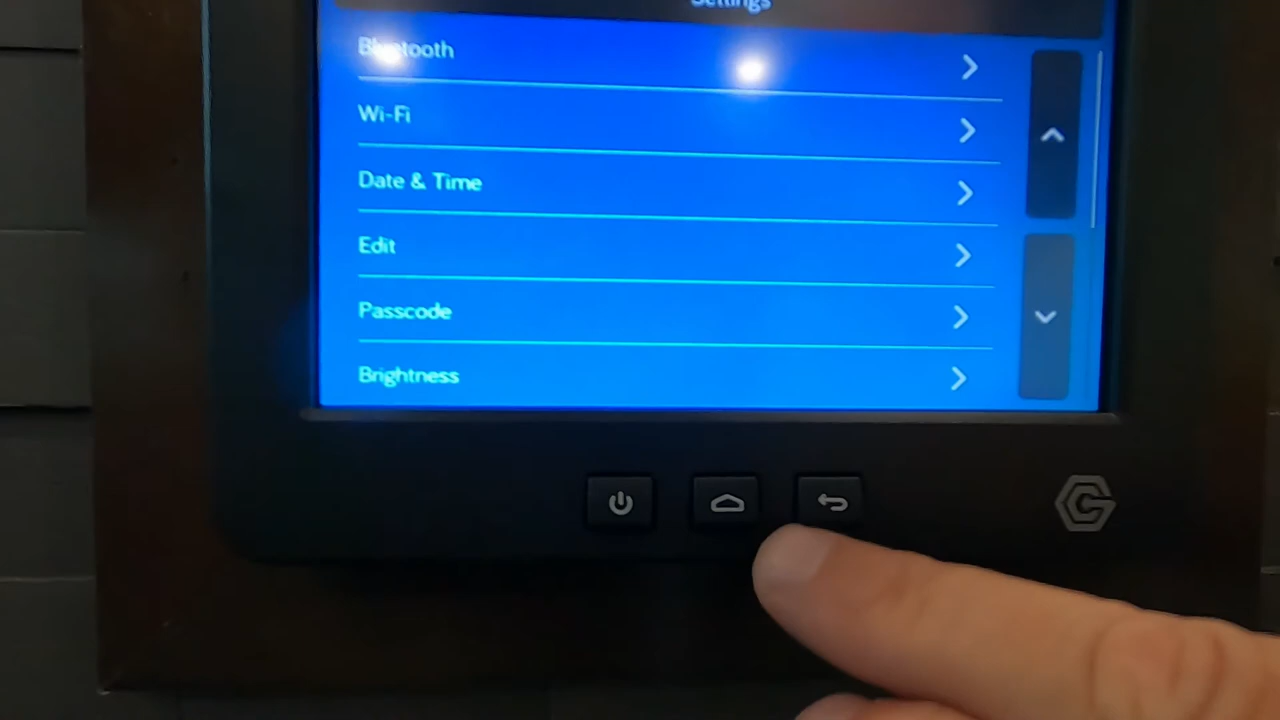 Settings
Bluetooth
Wi-Fi
Date & Time
Edit
Passcode
Brightness